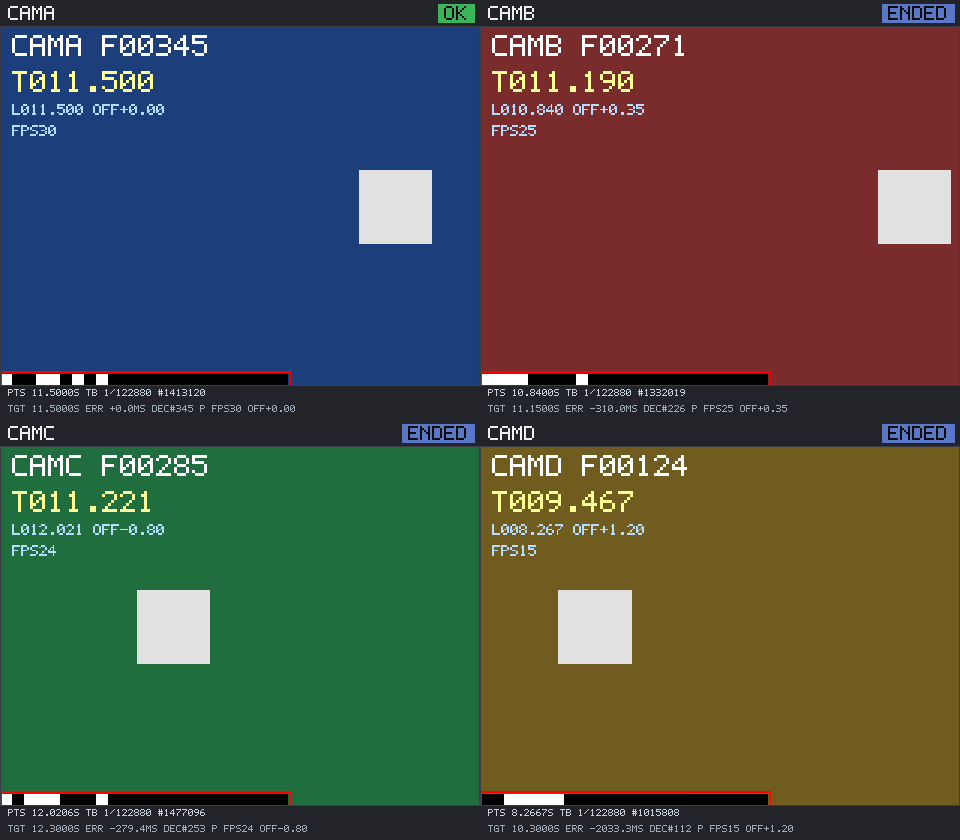 CAMA OK
CAMA F00345
T011.500
L011.500 OFF+0.00
FPS30
PTS 11.5000S TB 1/122880 #1413120
TGT 11.5000S ERR +0.0MS DEC#345 P FPS30 OFF+0.00
CAMB ENDED
CAMB F00271
T011.190
L010.840 OFF+0.35
FPS25
PTS 10.8400S TB 1/122880 #1332019
TGT 11.1500S ERR -310.0MS DEC#226 P FPS25 OFF+0.35
CAMC ENDED
CAMC F00285
T011.221
L012.021 OFF-0.80
FPS24
PTS 12.0206S TB 1/122880 #1477096
TGT 12.3000S ERR -279.4MS DEC#253 P FPS24 OFF-0.80
CAMD ENDED
CAMD F00124
T009.467
L008.267 OFF+1.20
FPS15
PTS 8.2667S TB 1/122880 #1015808
TGT 10.3000S ERR -2033.3MS DEC#112 P FPS15 OFF+1.20